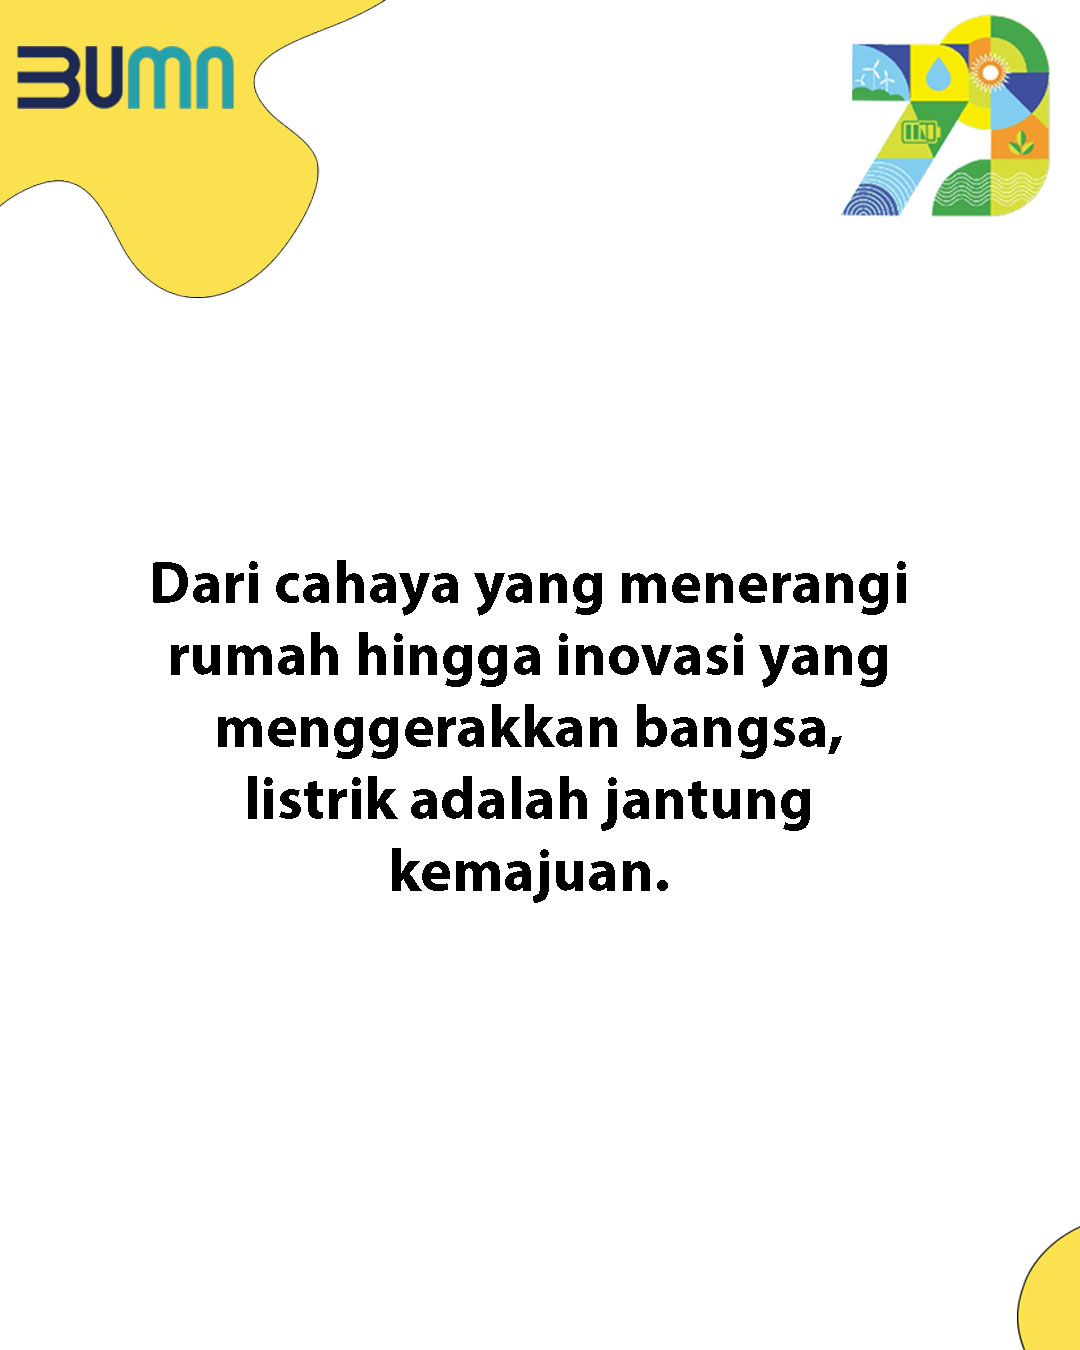 BUMN
79
Dari cahaya yang menerangi
rumah hingga inovasi yang
menggerakkan bangsa,
listrik adalah jantung
kemajuan.